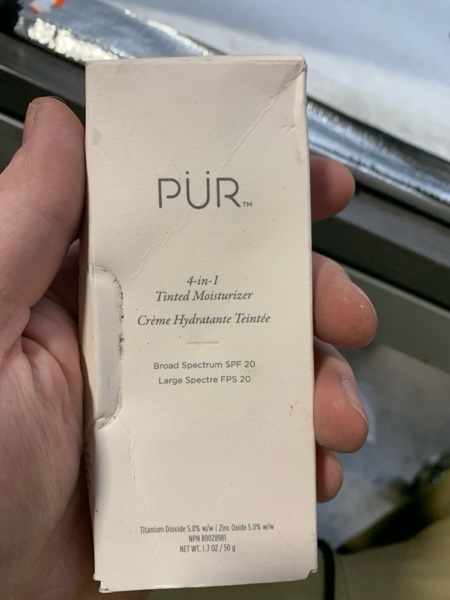 PÜR™
4-in-1
Tinted Moisturizer
Crème Hydratante Teintée
Broad Spectrum SPF 20
Large Spectre FPS 20
Titanium Dioxide 5.0% w/w | Zinc Oxide 5.0% w/w
NPN 80028981
NET WT. 1.7 OZ / 50 g